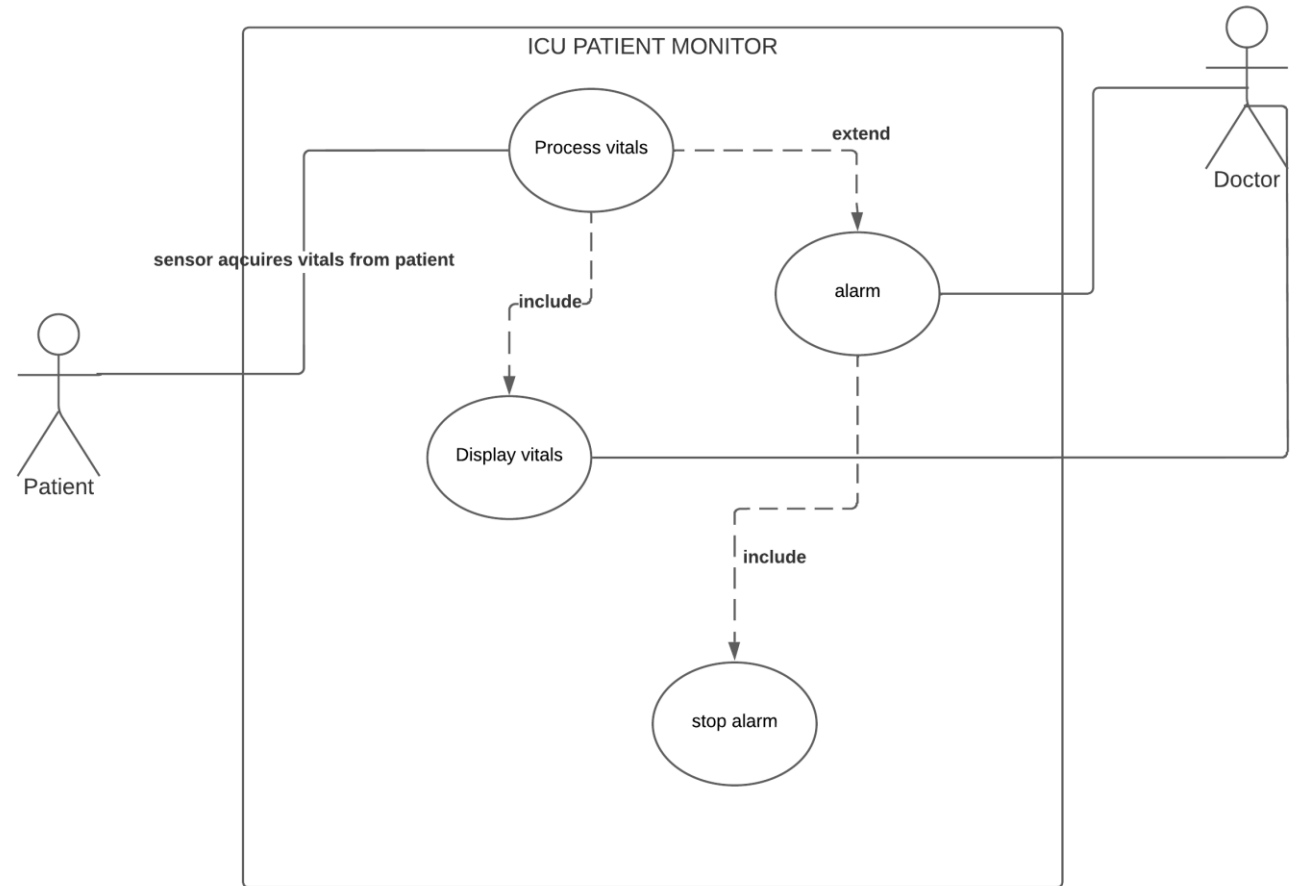 ICU PATIENT MONITOR
Process vitals
extend
Doctor
sensor aqcuires vitals from patient
alarm
include
Display vitals
Patient
include
stop alarm